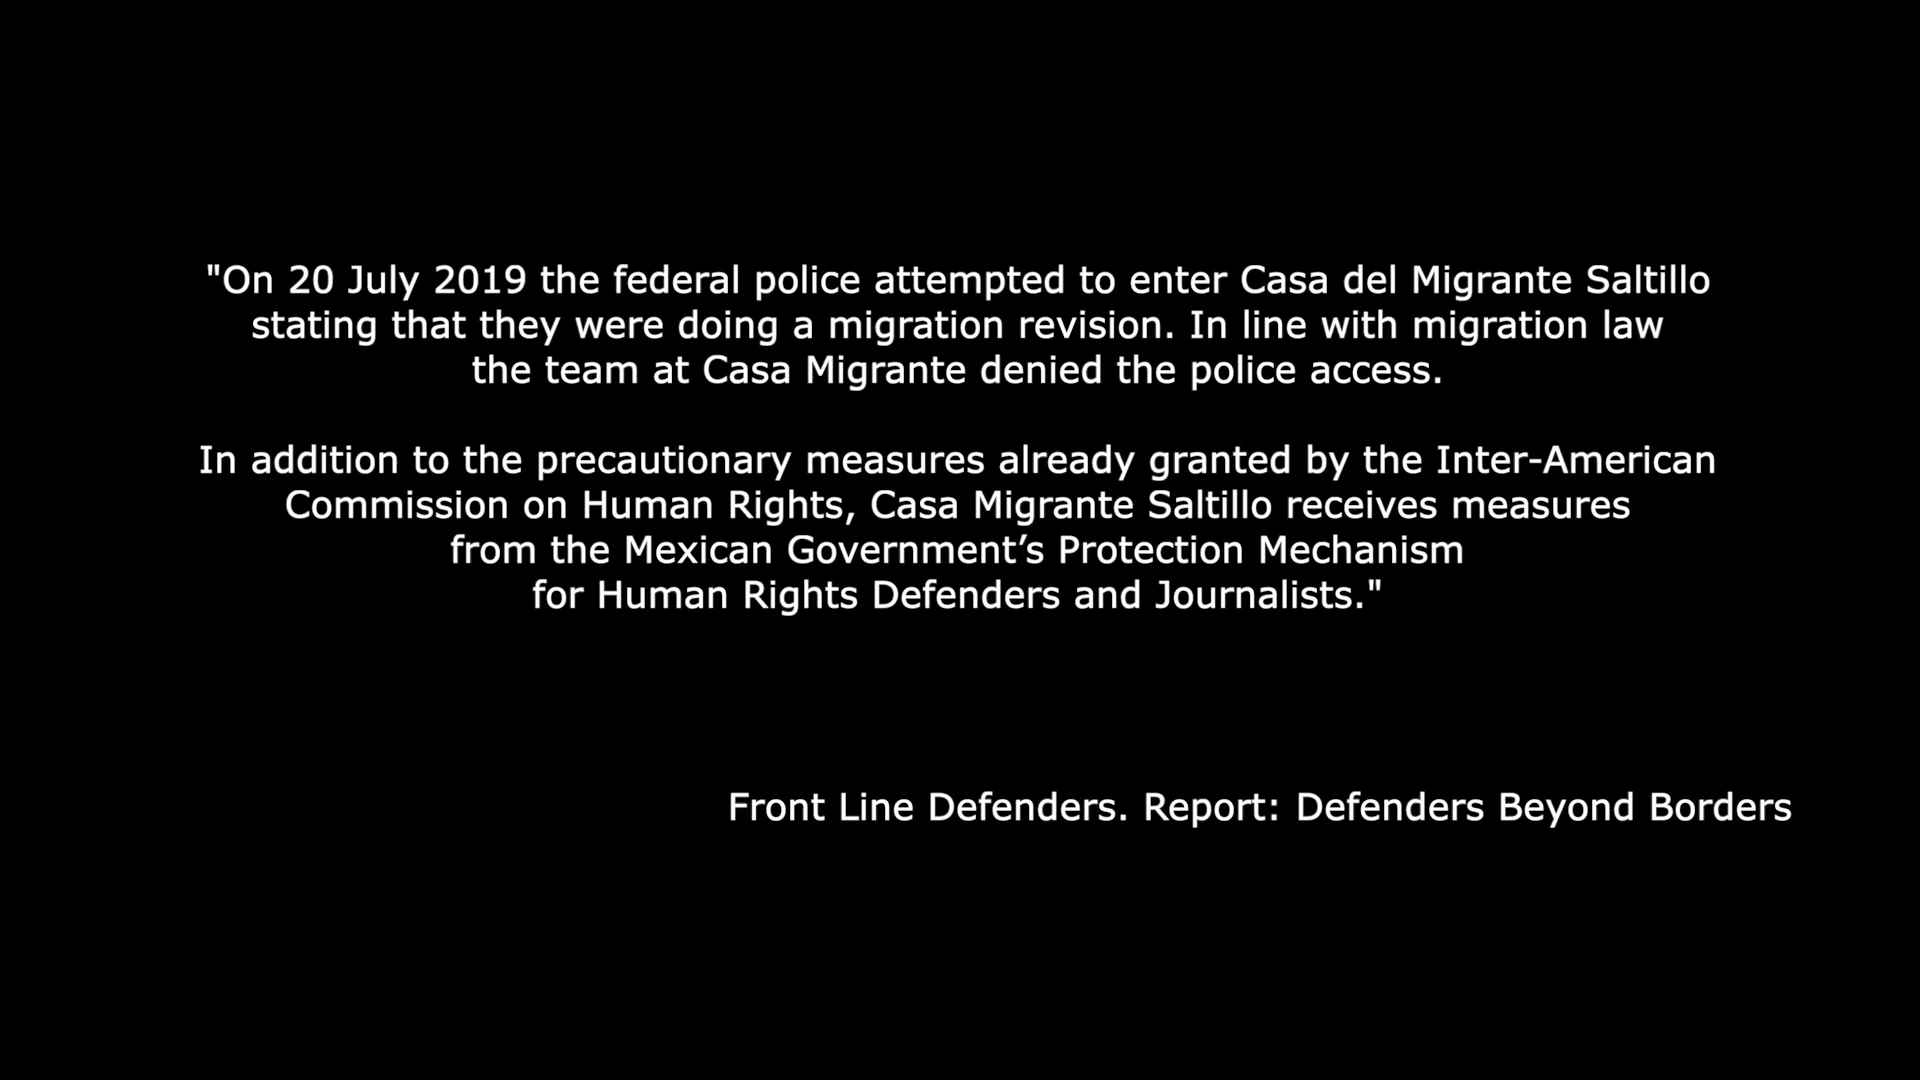 "On 20 July 2019 the federal police attempted to enter Casa del Migrante Saltillo
stating that they were doing a migration revision. In line with migration law
the team at Casa Migrante denied the police access.
In addition to the precautionary measures already granted by the Inter-American
Commission on Human Rights, Casa Migrante Saltillo receives measures
from the Mexican Government’s Protection Mechanism
for Human Rights Defenders and Journalists."
Front Line Defenders. Report: Defenders Beyond Borders